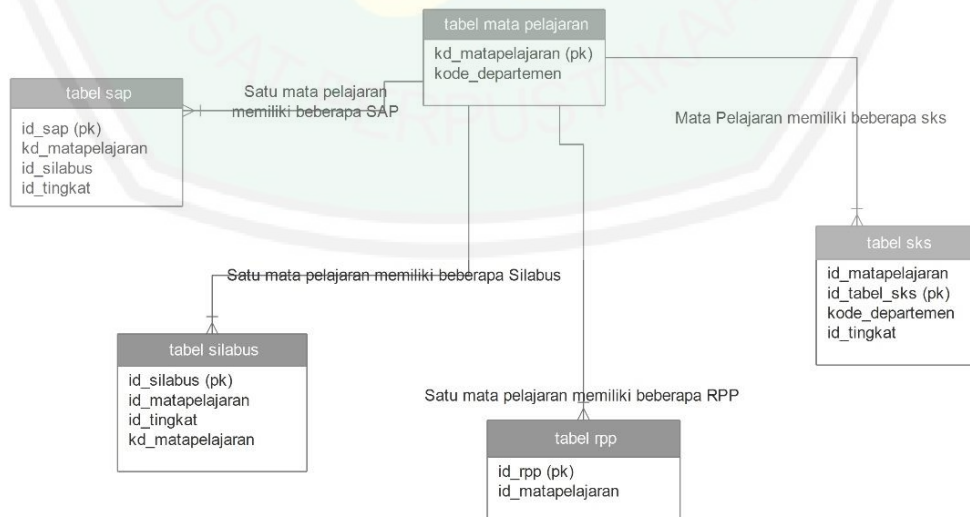 tabel mata pelajaran
kd_matapelajaran (pk)
kode_departemen
tabel sap
id_sap (pk)
kd_matapelajaran
id_silabus
id_tingkat
Satu mata pelajaran
memiliki beberapa SAP
Mata Pelajaran memiliki beberapa sks
tabel sks
id_matapelajaran
id_tabel_sks (pk)
kode_departemen
id_tingkat
Satu mata pelajaran memiliki beberapa Silabus
tabel silabus
id_silabus (pk)
id_matapelajaran
id_tingkat
kd_matapelajaran
Satu mata pelajaran memiliki beberapa RPP
tabel rpp
id_rpp (pk)
id_matapelajaran
PERPUSTAKAA